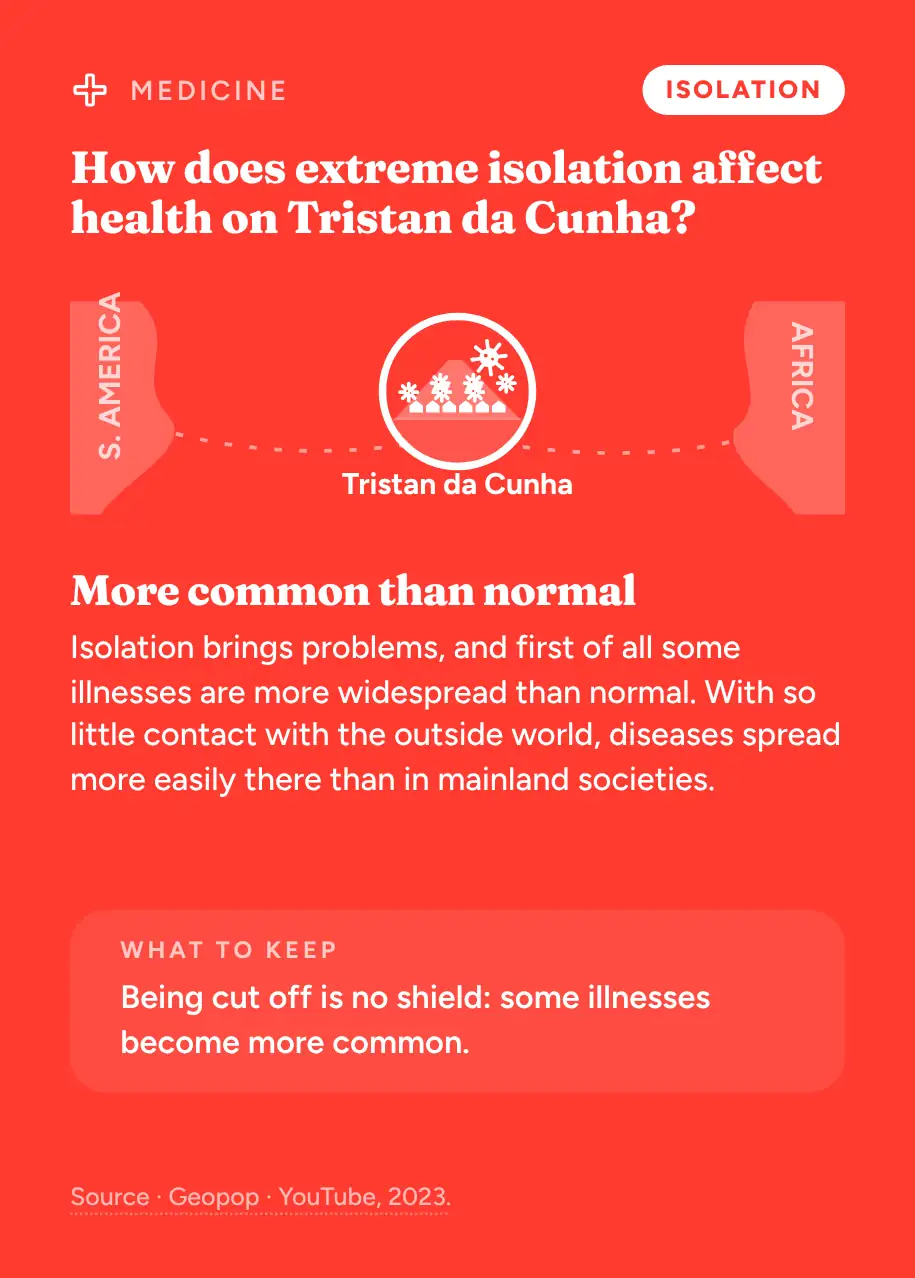 MEDICINE
ISOLATION
How does extreme isolation affect
health on Tristan da Cunha?
S. AMERICA
AFRICA
Tristan da Cunha
More common than normal
Isolation brings problems, and first of all some
illnesses are more widespread than normal. With so
little contact with the outside world, diseases spread
more easily there than in mainland societies.
WHAT TO KEEP
Being cut off is no shield: some illnesses
become more common.
Source · Geopop · YouTube, 2023.